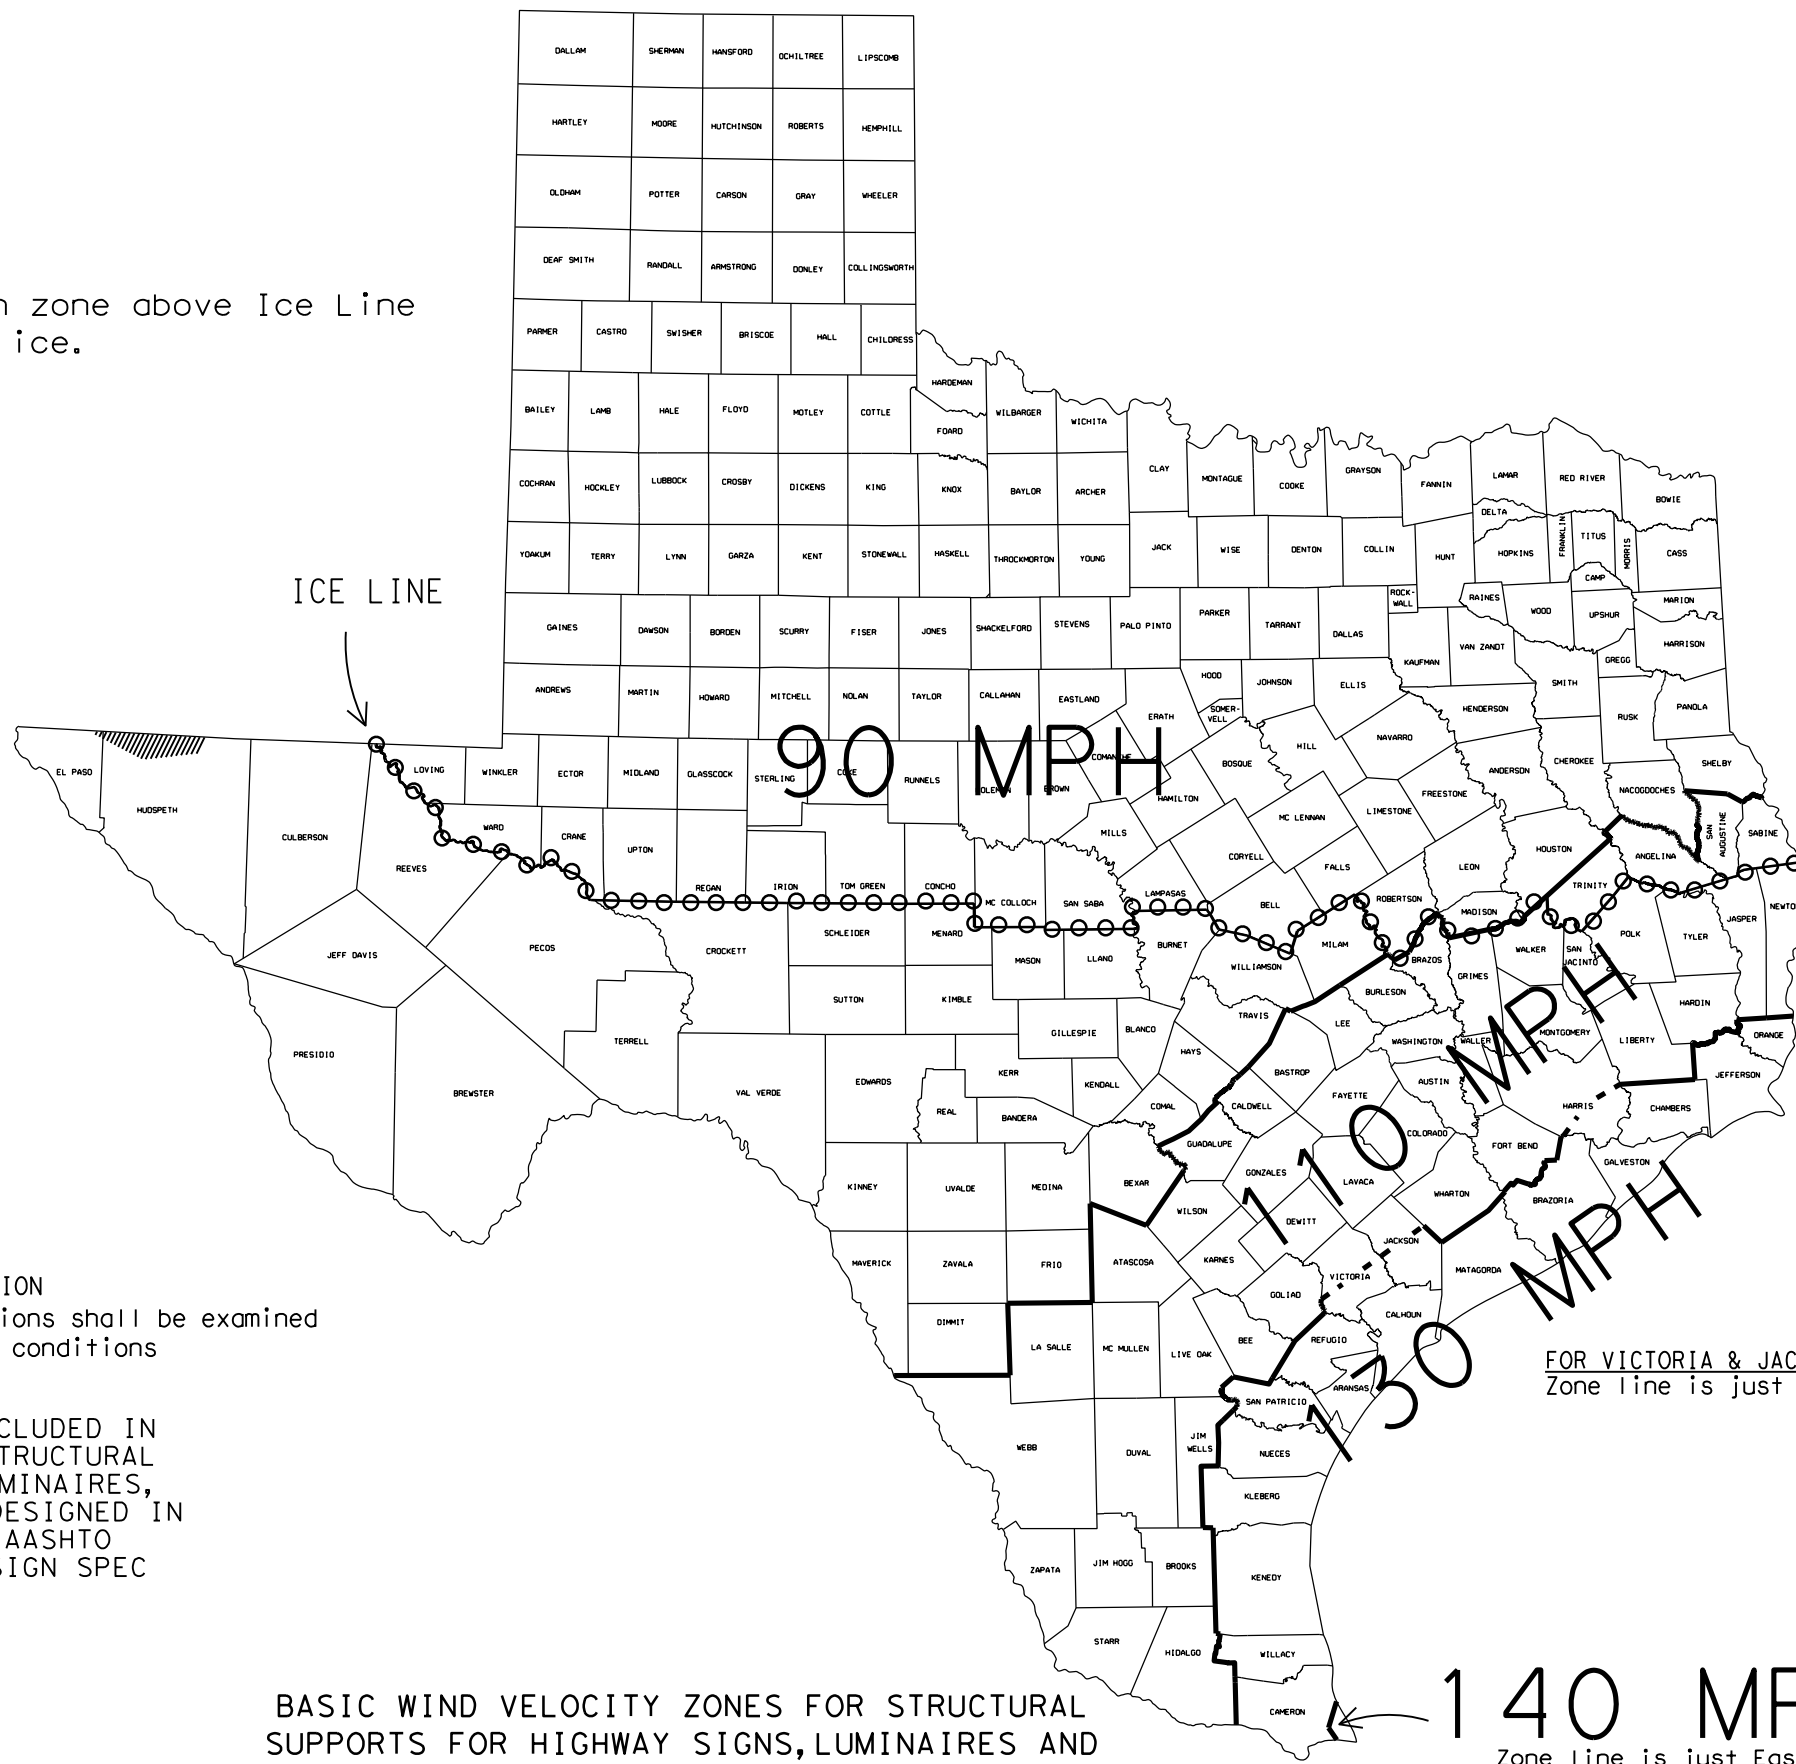 DALLAM SHERMAN HANSFORD OCHILTREE LIPSCOMB
HARTLEY MOORE HUTCHINSON ROBERTS HEMPHILL
OLDHAM POTTER CARSON GRAY WHEELER
DEAF SMITH RANDALL ARMSTRONG DONLEY COLLINGSWORTH
n zone above Ice Line
ice.
PARMER CASTRO SWISHER BRISCOE HALL CHILDRESS
HARDEMAN
BAILEY LAMB HALE FLOYD MOTLEY COTTLE FOARD WILBARGER WICHITA
COCHRAN HOCKLEY LUBBOCK CROSBY DICKENS KING KNOX BAYLOR ARCHER CLAY MONTAGUE COOKE GRAYSON FANNIN LAMAR RED RIVER BOWIE
DELTA
YOAKUM TERRY LYNN GARZA KENT STONEWALL HASKELL THROCKMORTON YOUNG JACK WISE DENTON COLLIN HUNT HOPKINS FRANKLIN TITUS MORRIS CASS
CAMP
ICE LINE
ROCK-
WALL
RAINES WOOD UPSHUR MARION
GAINES DAWSON BORDEN SCURRY FISER JONES SHACKELFORD STEVENS PALO PINTO PARKER TARRANT DALLAS KAUFMAN VAN ZANDT GREGG HARRISON
ANDREWS MARTIN HOWARD MITCHELL NOLAN TAYLOR CALLAHAN EASTLAND ERATH HOOD JOHNSON ELLIS HENDERSON SMITH RUSK PANOLA
SOMER-
VELL
90 MPH
EL PASO HUDSPETH CULBERSON LOVING WINKLER ECTOR MIDLAND GLASSCOCK STERLING COKE RUNNELS COLEMAN BROWN COMANCHE HAMILTON BOSQUE HILL NAVARRO ANDERSON CHEROKEE SHELBY
NACOGDOCHES
REEVES WARD CRANE UPTON MILLS CORYELL MC LENNAN LIMESTONE FREESTONE
FALLS LEON HOUSTON ANGELINA SAN
AUGUSTINE
SABINE
REGAN IRION TOM GREEN CONCHO MC COLLOCH SAN SABA LAMPASAS BELL ROBERTSON MADISON TRINITY
JASPER NEWTO
JEFF DAVIS PECOS CROCKETT SCHLEIDER MENARD MASON LLANO BURNET WILLIAMSON MILAM BRAZOS GRIMES WALKER SAN
JACINTO
POLK TYLER
SUTTON KIMBLE GILLESPIE BLANCO TRAVIS LEE BURLESON HARDIN
PRESIDIO BREWSTER TERRELL VAL VERDE EDWARDS KERR KENDALL HAYS BASTROP WASHINGTON WALLER MONTGOMERY LIBERTY ORANGE
JEFFERSON
REAL BANDERA COMAL CALDWELL FAYETTE AUSTIN HARRIS CHAMBERS
GUADALUPE COLORADO FORT BEND GALVESTON
110 MPH
KINNEY UVALDE MEDINA BEXAR WILSON GONZALES LAVACA WHARTON BRAZORIA
DEWITT JACKSON
MAVERICK ZAVALA FRIO ATASCOSA KARNES GOLIAD VICTORIA MATAGORDA
CALHOUN
130 MPH
ION
ions shall be examined
conditions
DIMMIT LA SALLE MC MULLEN LIVE OAK BEE REFUGIO
ARANSAS
SAN PATRICIO
FOR VICTORIA & JAC
Zone line is just
CLUDED IN
TRUCTURAL
MINAIRES,
DESIGNED IN
AASHTO
SIGN SPEC
WEBB DUVAL JIM
WELLS
NUECES
KLEBERG
ZAPATA JIM HOGG BROOKS KENEDY
STARR HIDALGO WILLACY
CAMERON
140 MP
Zone line is just Eas
BASIC WIND VELOCITY ZONES FOR STRUCTURAL
SUPPORTS FOR HIGHWAY SIGNS, LUMINAIRES AND